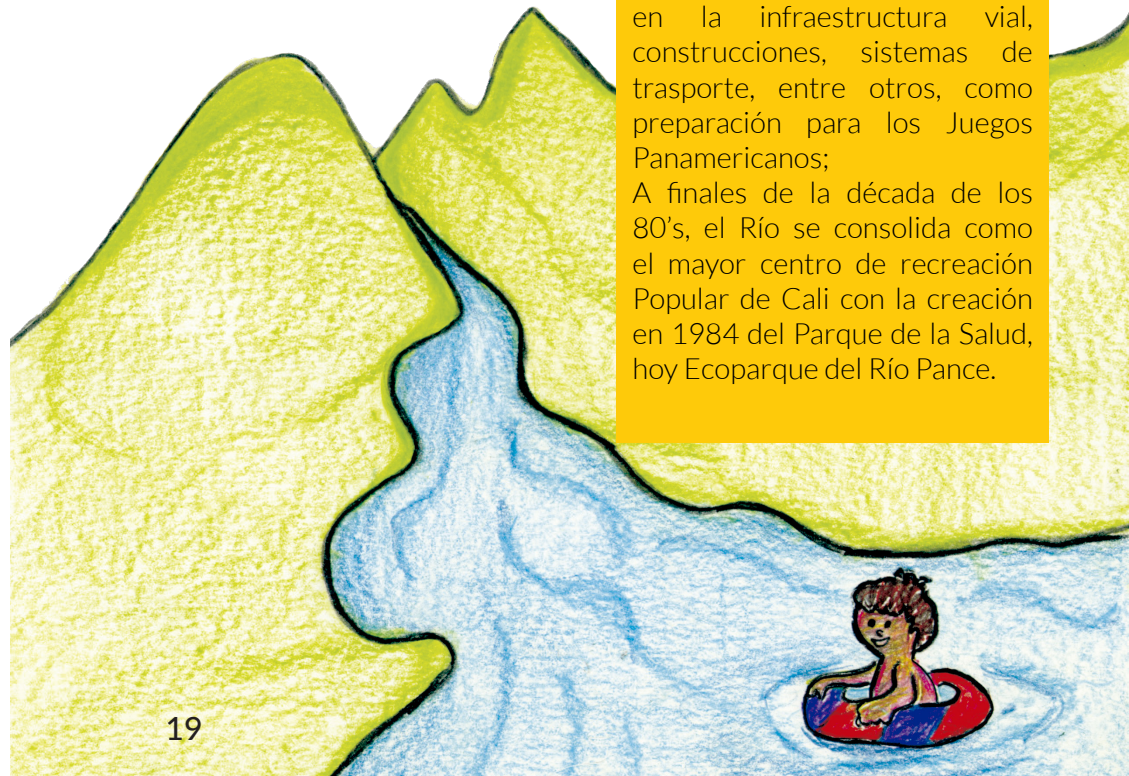 en la infraestructura vial,
construcciones, sistemas de
trasporte, entre otros, como
preparación para los Juegos
Panamericanos;
A finales de la década de los
80’s, el Río se consolida como
el mayor centro de recreación
Popular de Cali con la creación
en 1984 del Parque de la Salud,
hoy Ecoparque del Río Pance.
19